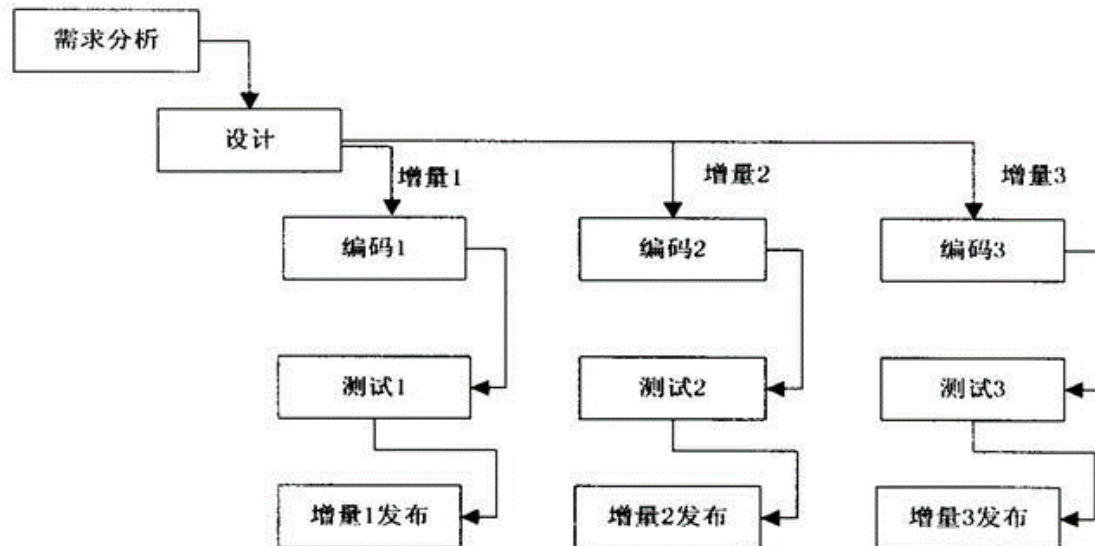 需求分析
设计
增量1
增量2
增量3
编码1
编码2
编码3
测试1
测试2
测试3
增量1发布
增量2发布
增量3发布